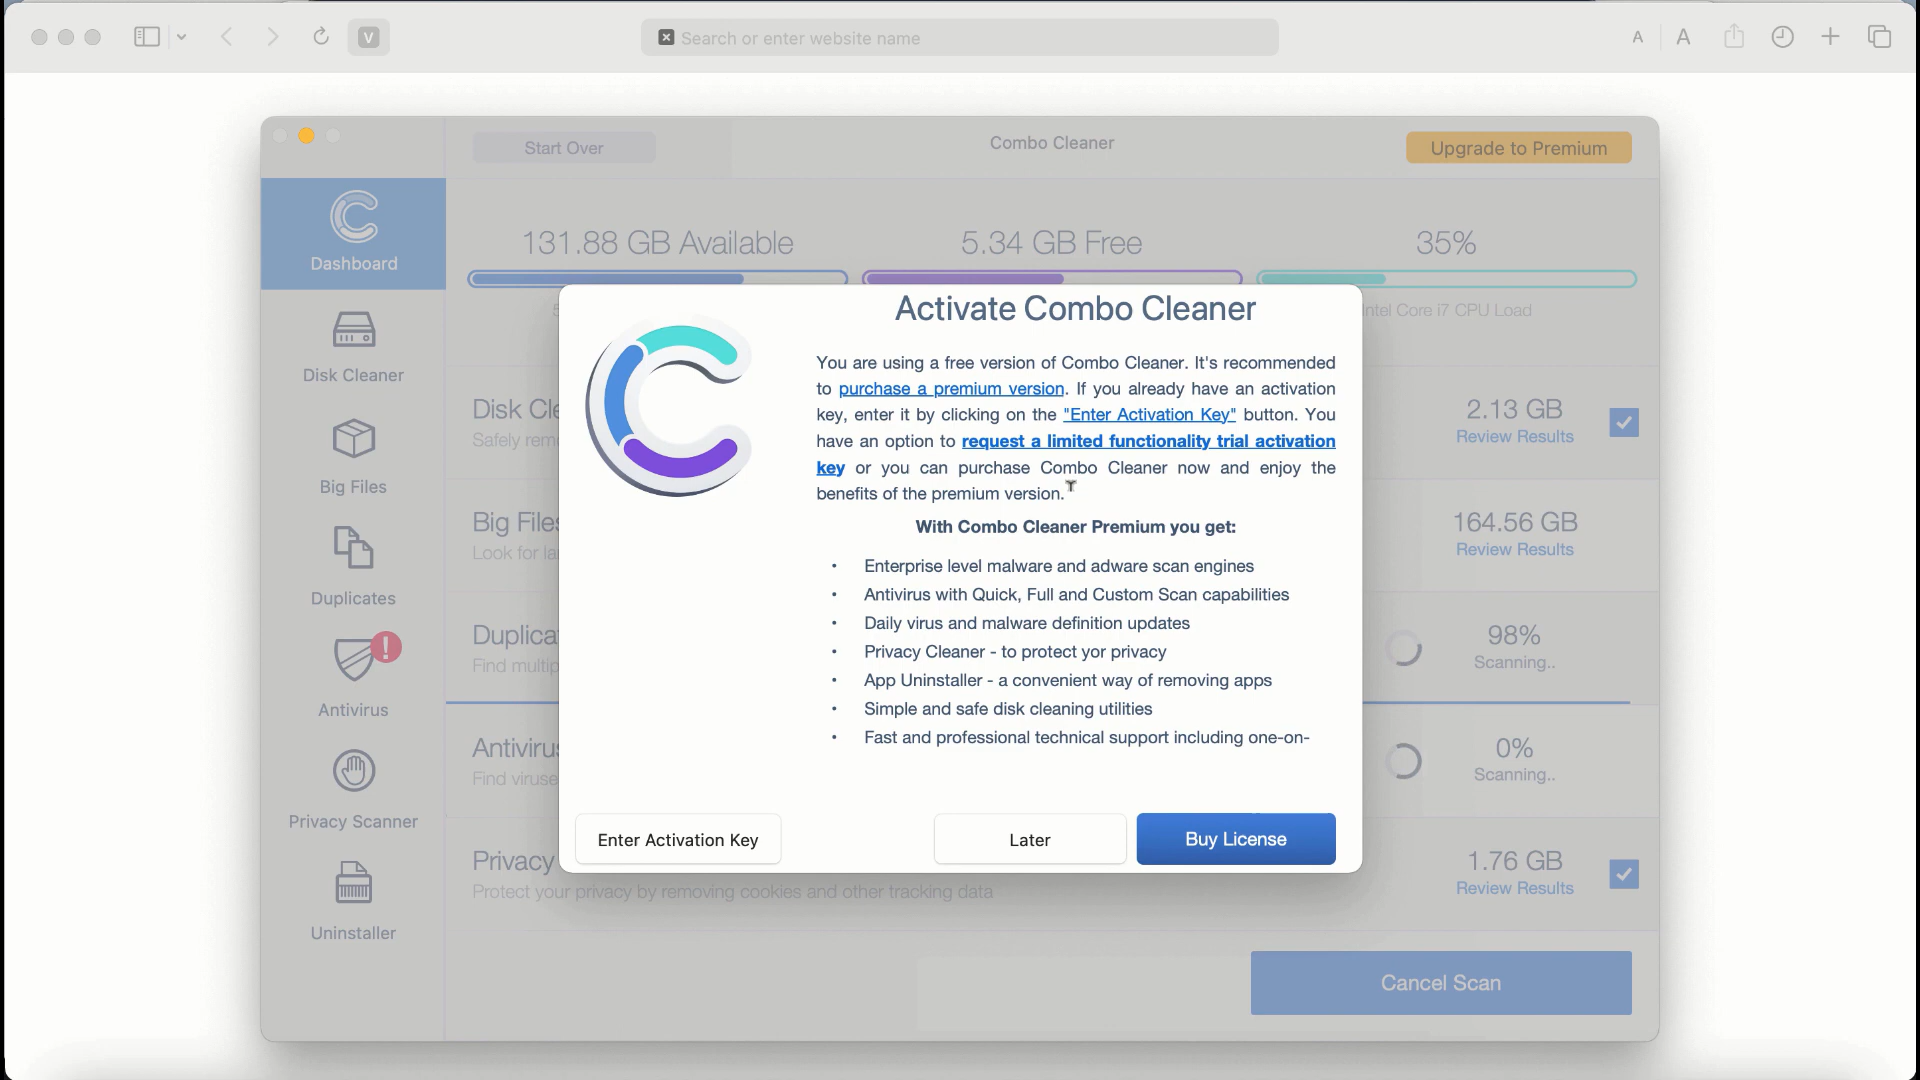 V
Search or enter website name
A
A
Start Over
Combo Cleaner
Upgrade to Premium
Dashboard
131.88 GB Available
5.34 GB Free
35%
5
Intel Core i7 CPU Load
Activate Combo Cleaner
You are using a free version of Combo Cleaner. It's recommended
to purchase a premium version. If you already have an activation
key, enter it by clicking on the "Enter Activation Key" button. You
have an option to request a limited functionality trial activation
key or you can purchase Combo Cleaner now and enjoy the
benefits of the premium version.
With Combo Cleaner Premium you get:
• Enterprise level malware and adware scan engines
• Antivirus with Quick, Full and Custom Scan capabilities
• Daily virus and malware definition updates
• Privacy Cleaner - to protect yor privacy
• App Uninstaller - a convenient way of removing apps
• Simple and safe disk cleaning utilities
• Fast and professional technical support including one-on-
Enter Activation Key
Later
Buy License
Disk Cleaner
Big Files
Duplicates
Antivirus
Privacy Scanner
Uninstaller
Disk Cle
Safely rem
2.13 GB
Review Results
Big Files
Look for la
164.56 GB
Review Results
Duplica
Find multip
98%
Scanning..
Antiviru
Find viruse
0%
Scanning..
Privacy
Protect your privacy by removing cookies and other tracking data
1.76 GB
Review Results
Cancel Scan